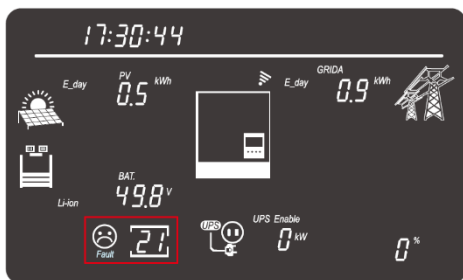 17:30:44
E_day PV 0.5 kWh
E_day GRIDA 0.9 kWh
BAT.
Li-ion 49.8 V
Fault 21
UPS UPS Enable 0 kW
0 %